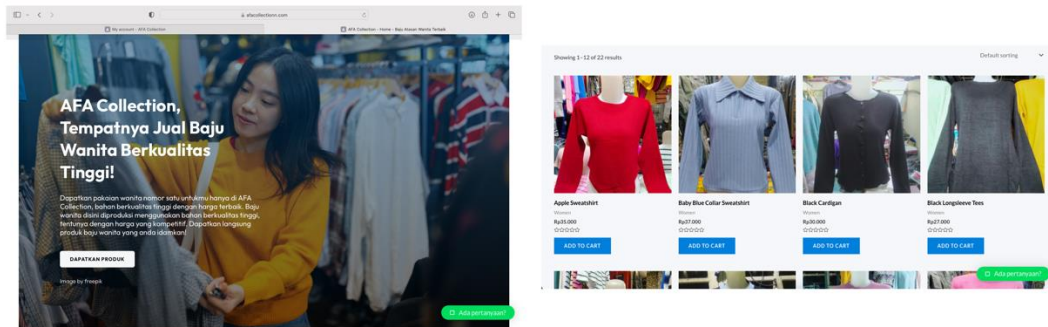 afacollectionn.com
My account - AFA Collection
AFA Collection - Home - Baju Atasan Wanita Terbaik
AFA Collection,
Tempatnya Jual Baju
Wanita Berkualitas
Tinggi!
Dapatkan pakaian wanita nomor satu untukmu hanya di AFA
Collection, bahan berkualitas tinggi dengan harga terbaik. Baju
wanita disini diproduksi menggunakan bahan berkualitas tinggi,
tentunya dengan harga yang kompetitif. Dapatkan langsung
produk baju wanita yang anda idamkan!
DAPATKAN PRODUK
image by freepik
Ada pertanyaan?
Showing 1–12 of 22 results
Default sorting
Apple Sweatshirt
Women
Rp35.000
ADD TO CART
Baby Blue Collar Sweatshirt
Women
Rp37.000
ADD TO CART
Black Cardigan
Women
Rp30.000
ADD TO CART
Black Longsleeve Tees
Women
Rp27.000
ADD TO CART
Ada pertanyaan?